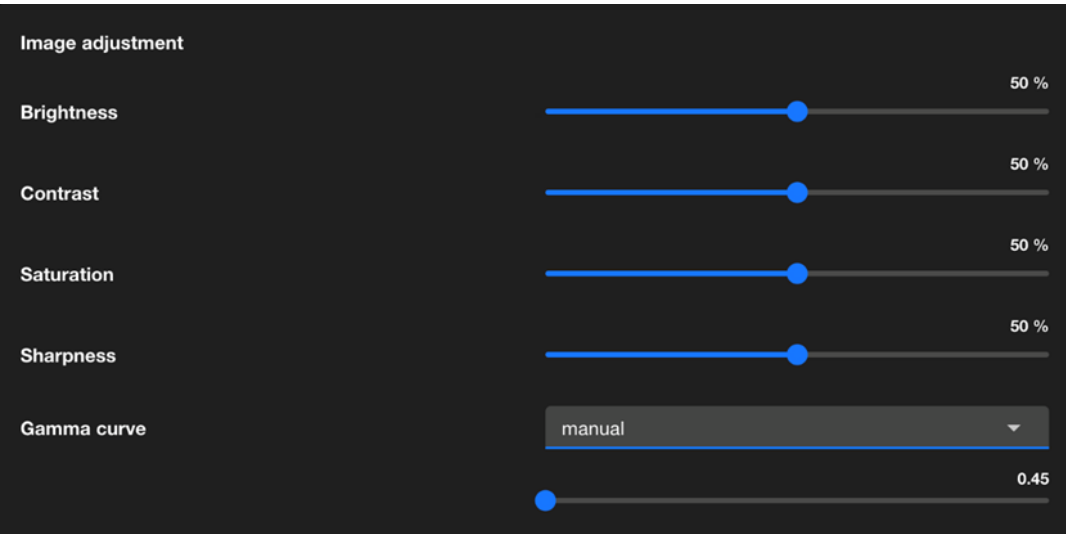 Image adjustment
50 %
Brightness
50 %
Contrast
50 %
Saturation
50 %
Sharpness
Gamma curve
manual
0.45